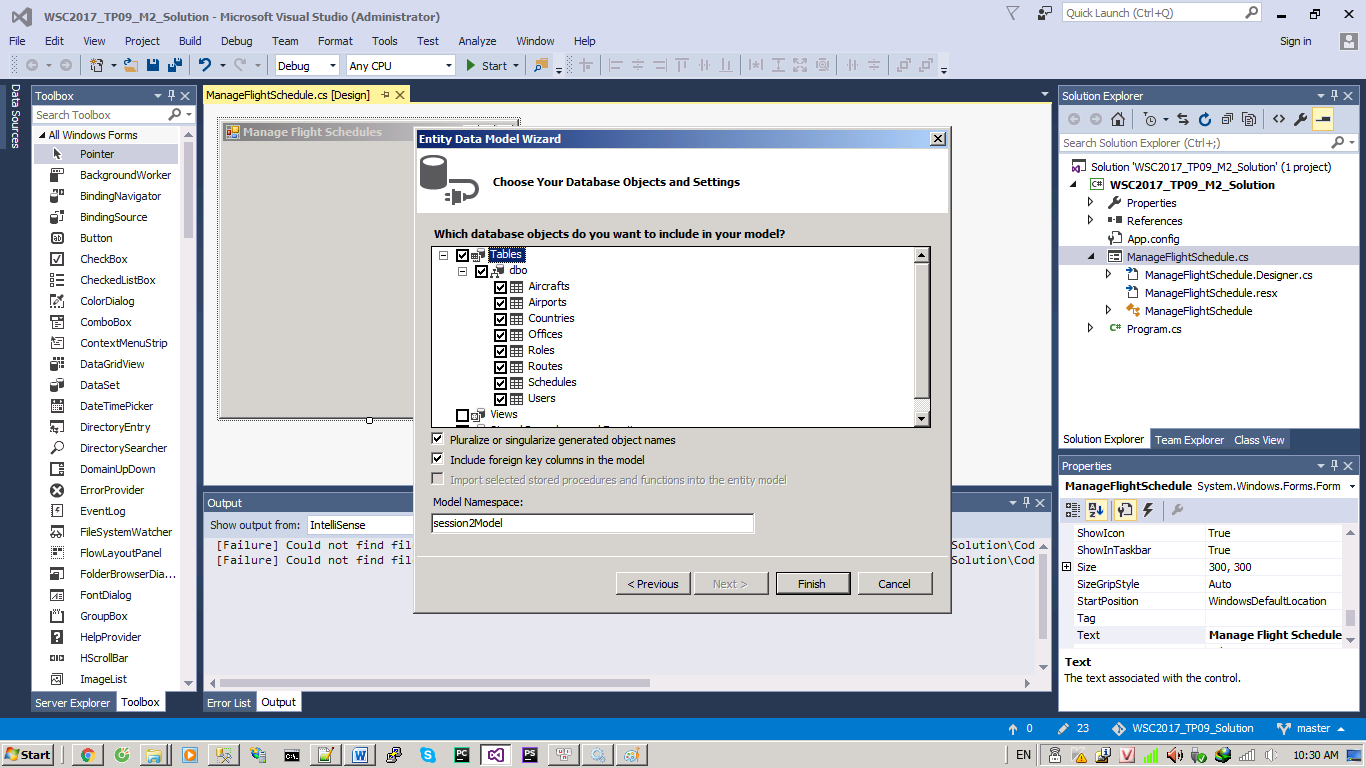 WSC2017_TP09_M2_Solution - Microsoft Visual Studio (Administrator)
Quick Launch (Ctrl+Q)
File Edit View Project Build Debug Team Format Tools Test Analyze Window Help
Sign in
Debug Any CPU Start
Data Sources
Toolbox
Search Toolbox
All Windows Forms
Pointer
BackgroundWorker
BindingNavigator
BindingSource
Button
CheckBox
CheckedListBox
ColorDialog
ComboBox
ContextMenuStrip
DataGridView
DataSet
DateTimePicker
DirectoryEntry
DirectorySearcher
DomainUpDown
ErrorProvider
EventLog
FileSystemWatcher
FlowLayoutPanel
FolderBrowserDia...
FontDialog
GroupBox
HelpProvider
HScrollBar
ImageList
Server Explorer Toolbox
ManageFlightSchedule.cs [Design]
Manage Flight Schedules
Entity Data Model Wizard
Choose Your Database Objects and Settings
Which database objects do you want to include in your model?
Tables
dbo
Aircrafts
Airports
Countries
Offices
Roles
Routes
Schedules
Users
Views
Pluralize or singularize generated object names
Include foreign key columns in the model
Import selected stored procedures and functions into the entity model
Model Namespace:
session2Model
< Previous Next > Finish Cancel
Output
Show output from: IntelliSense
[Failure] Could not find fil
Solution\Cod
[Failure] Could not find fil
Solution\Cod
Error List Output
Solution Explorer
Search Solution Explorer (Ctrl+;)
Solution 'WSC2017_TP09_M2_Solution' (1 project)
WSC2017_TP09_M2_Solution
Properties
References
App.config
ManageFlightSchedule.cs
ManageFlightSchedule.Designer.cs
ManageFlightSchedule.resx
ManageFlightSchedule
Program.cs
Solution Explorer Team Explorer Class View
Properties
ManageFlightSchedule System.Windows.Forms.Form
ShowIcon True
ShowInTaskbar True
Size 300, 300
SizeGripStyle Auto
StartPosition WindowsDefaultLocation
Tag
Text Manage Flight Schedule
Text
The text associated with the control.
0 23 WSC2017_TP09_M2_Solution master
Start
EN
10:30 AM